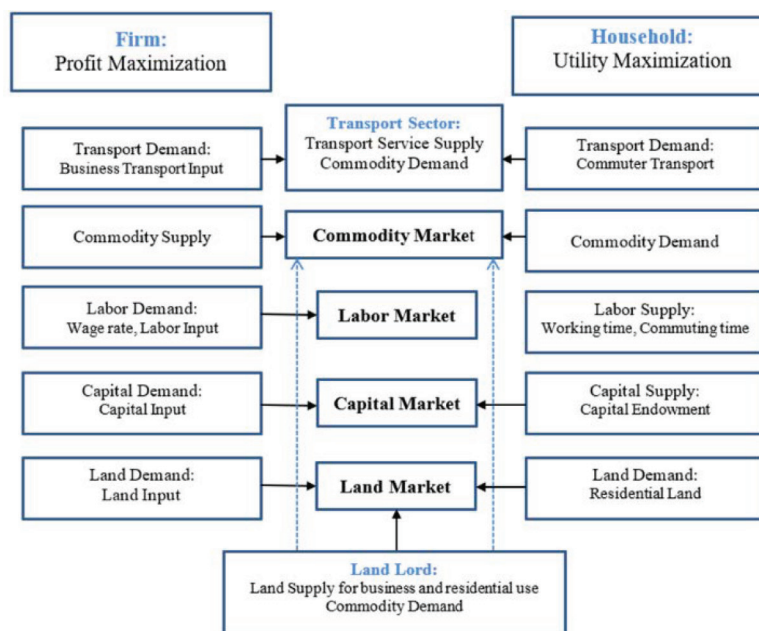 Firm:
Profit Maximization
Household:
Utility Maximization
Transport Demand:
Business Transport Input
Transport Sector:
Transport Service Supply
Commodity Demand
Transport Demand:
Commuter Transport
Commodity Supply
Commodity Market
Commodity Demand
Labor Demand:
Wage rate, Labor Input
Labor Market
Labor Supply:
Working time, Commuting time
Capital Demand:
Capital Input
Capital Market
Capital Supply:
Capital Endowment
Land Demand:
Land Input
Land Market
Land Demand:
Residential Land
Land Lord:
Land Supply for business and residential use
Commodity Demand